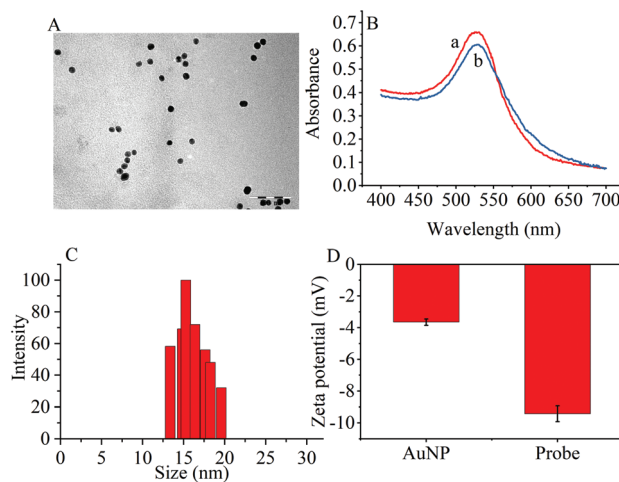 A
B
a
b
Absorbance
0.7
0.6
0.5
0.4
0.3
0.2
0.1
0.0
400 450 500 550 600 650 700
Wavelength (nm)
C
Intensity
100
80
60
40
20
0
0 5 10 15 20 25 30
Size (nm)
D
Zeta potential (mV)
0
-2
-4
-6
-8
-10
AuNP Probe